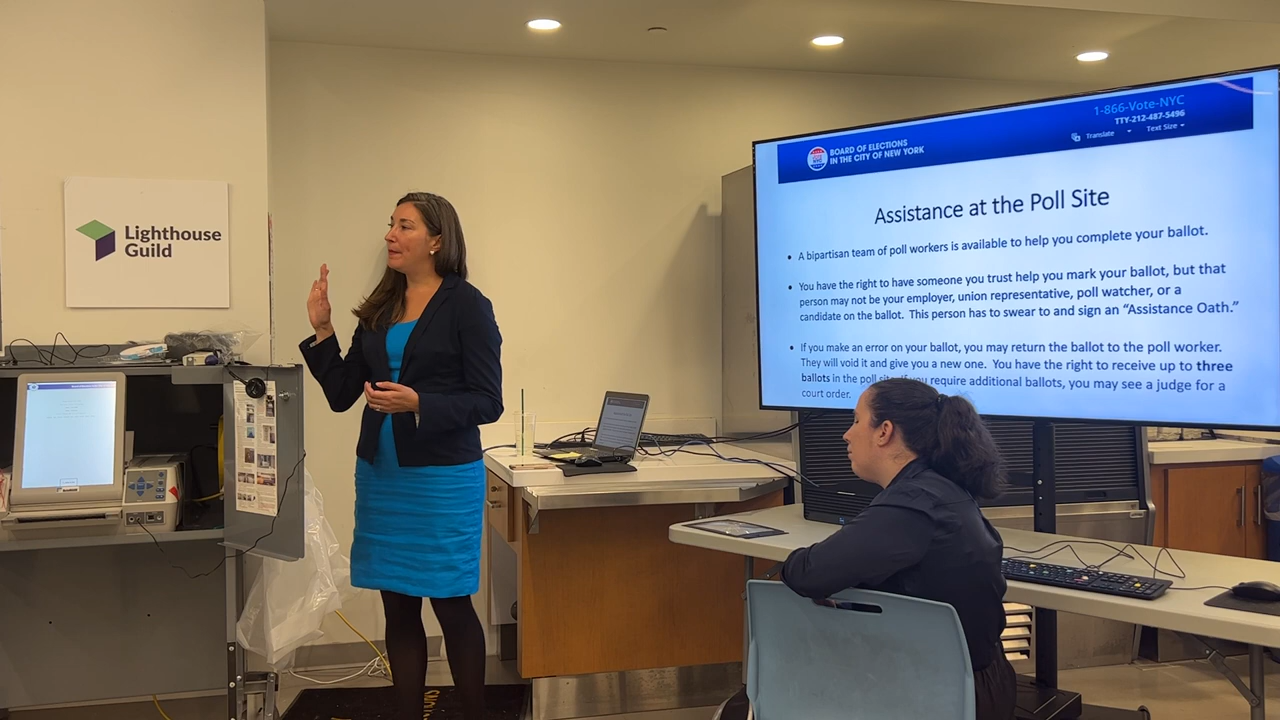 Lighthouse
Guild
1-866-Vote-NYC
TTY-212-487-5496
Translate
Text Size
BOARD OF ELECTIONS
IN THE CITY OF NEW YORK
Assistance at the Poll Site
• A bipartisan team of poll workers is available to help you complete your ballot.
• You have the right to have someone you trust help you mark your ballot, but that
person may not be your employer, union representative, poll watcher, or a
candidate on the ballot. This person has to swear to and sign an “Assistance Oath.”
• If you make an error on your ballot, you may return the ballot to the poll worker.
They will void it and give you a new one. You have the right to receive up to three
ballots in the poll site. If you require additional ballots, you may see a judge for a
court order.